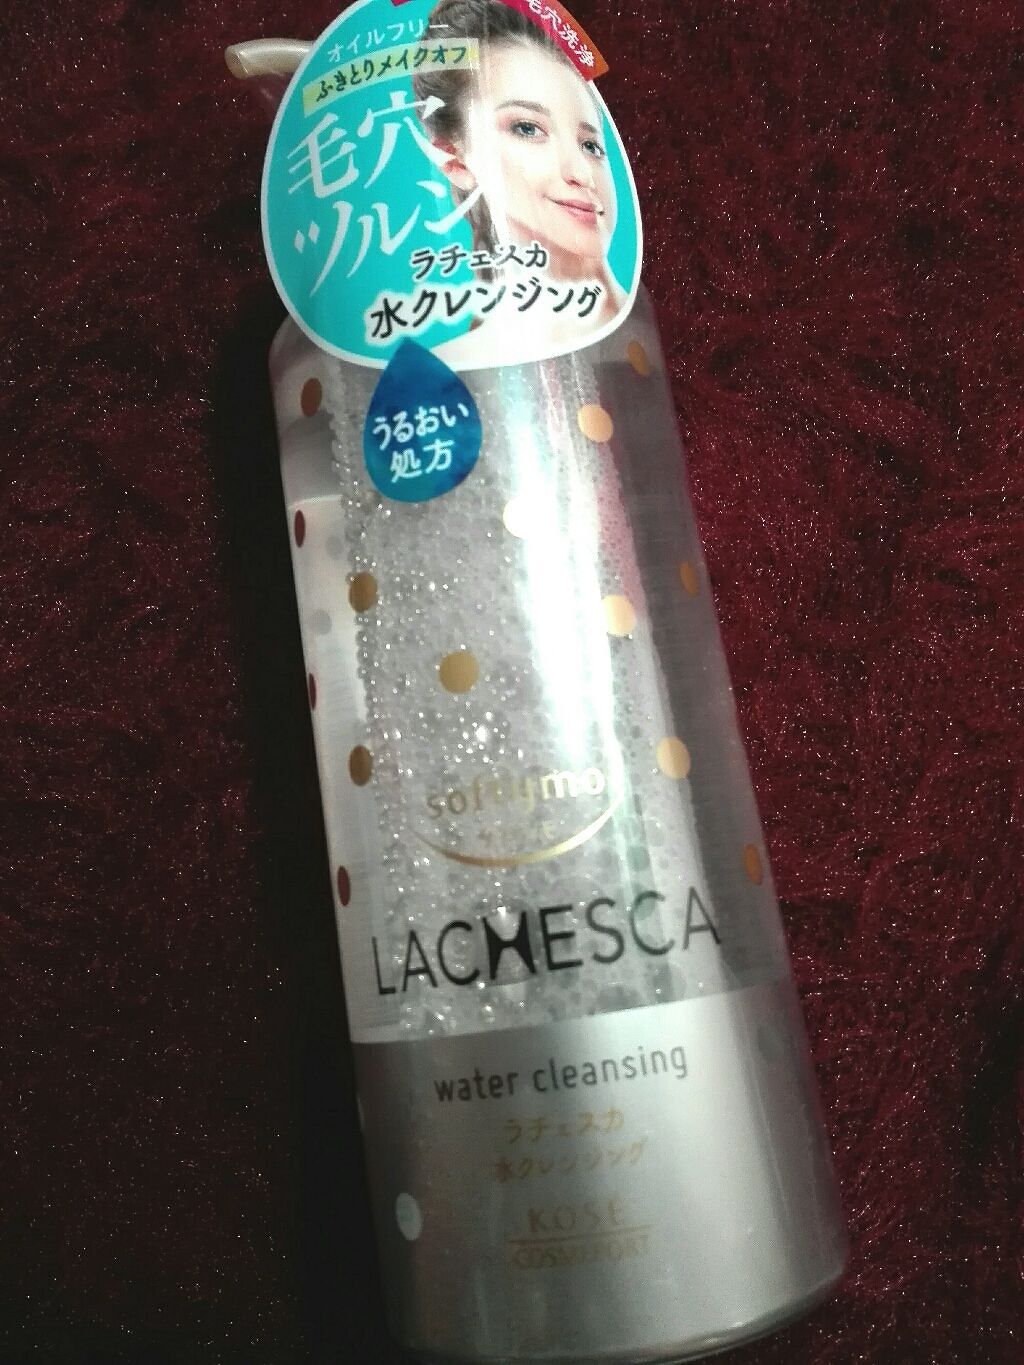 毛穴洗浄
オイルフリー
ふきとりメイクオフ
毛穴
ツルン
ラチェスカ
水クレンジング
うるおい
処方
softymo
LACHESCA
water cleansing
ラチェスカ
水クレンジング
KOSÉ
COSMEPORT